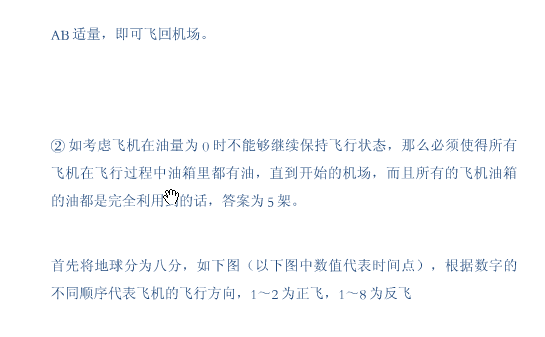 AB 适量，即可飞回机场。
② 如考虑飞机在油量为 0 时不能够继续保持飞行状态，那么必须使得所有
飞机在飞行过程中油箱里都有油，直到开始的机场，而且所有的飞机油箱
的油都是完全利用的话，答案为 5 架。
首先将地球分为八分，如下图（以下图中数值代表时间点），根据数字的
不同顺序代表飞机的飞行方向，1～2 为正飞，1～8 为反飞